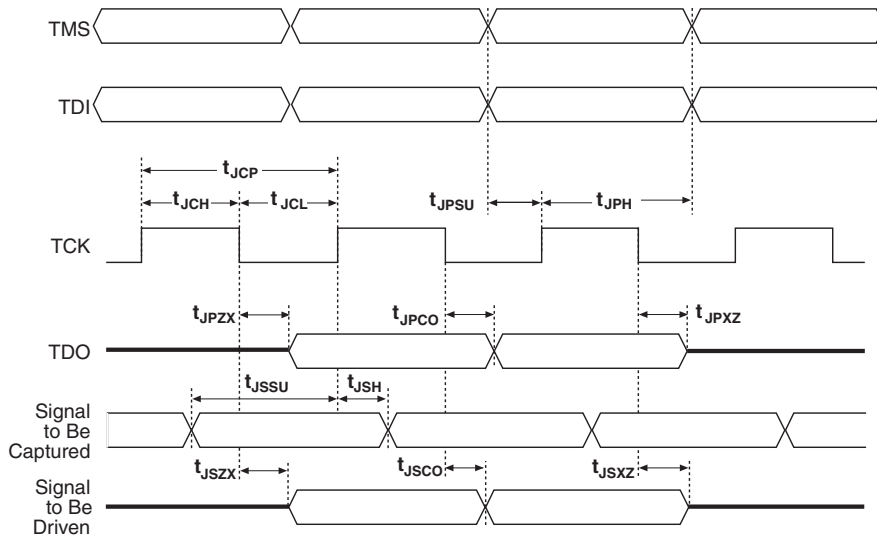 TMS
TDI
tJCP
tJCH
tJCL
tJPSU
tJPH
TCK
tJPZX
tJPCO
tJPXZ
TDO
tJSSU
tJSH
Signal
to Be
Captured
tJSZX
tJSCO
tJSXZ
Signal
to Be
Driven